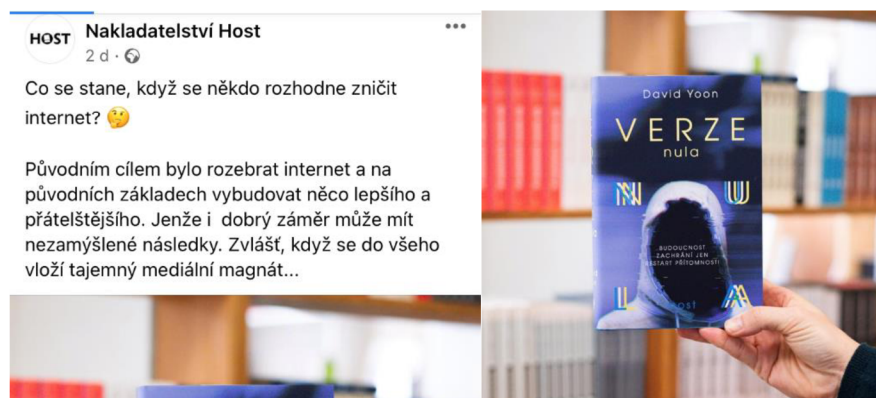 HOST
Nakladatelství Host
2 d ·
Co se stane, když se někdo rozhodne zničit
internet? 🤔
Původním cílem bylo rozebrat internet a na
původních základech vybudovat něco lepšího a
přátelštějšího. Jenže i  dobrý záměr může mít
nezamýšlené následky. Zvlášť, když se do všeho
vloží tajemný mediální magnát...
David Yoon
VERZE
nula
NU
BUDOUCNOST
ZACHRÁNÍ JEN
RESTART PŘÍTOMNOSTI
LA
host